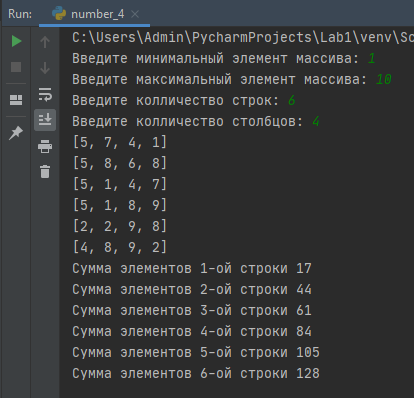 Run: number_4 ×
C:\Users\Admin\PycharmProjects\Lab1\venv\Sc
Введите минимальный элемент массива: 1
Введите максимальный элемент массива: 10
Введите колличество строк: 6
Введите колличество столбцов: 4
[5, 7, 4, 1]
[5, 8, 6, 8]
[5, 1, 4, 7]
[5, 1, 8, 9]
[2, 2, 9, 8]
[4, 8, 9, 2]
Сумма элементов 1-ой строки 17
Сумма элементов 2-ой строки 44
Сумма элементов 3-ой строки 61
Сумма элементов 4-ой строки 84
Сумма элементов 5-ой строки 105
Сумма элементов 6-ой строки 128